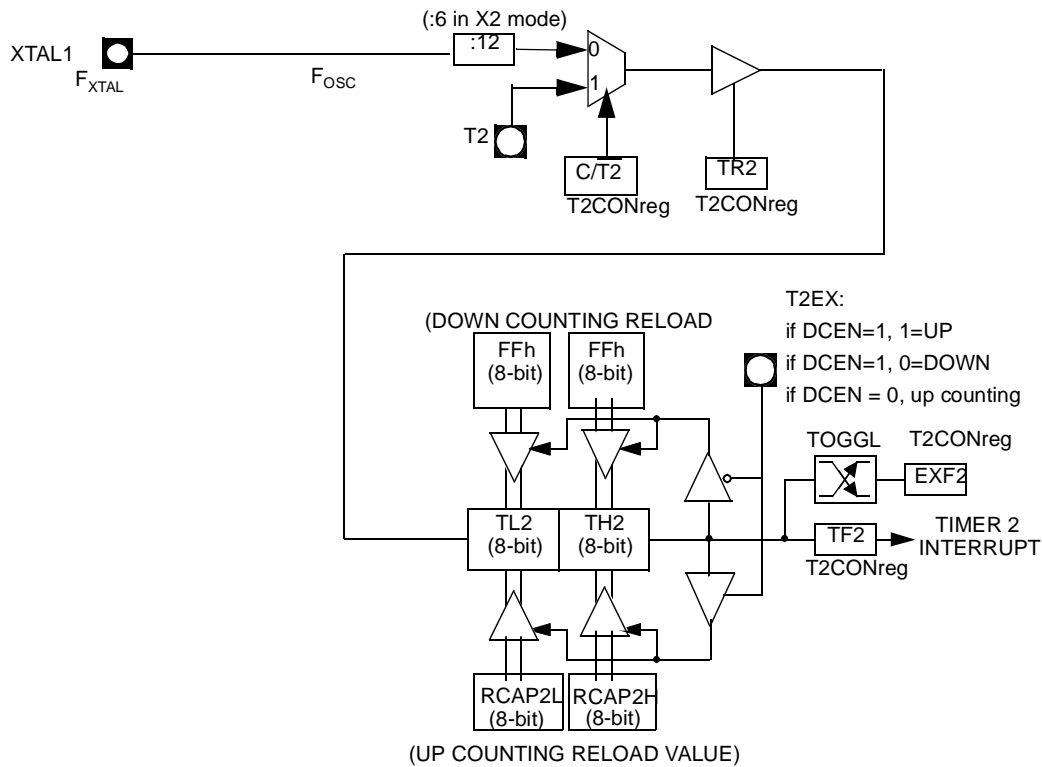 (:6 in X2 mode)
XTAL1
:12
0
FXTAL
FOSC
1
T2
C/T2
TR2
T2CONreg
T2CONreg
T2EX:
(DOWN COUNTING RELOAD
if DCEN=1, 1=UP
FFh
(8-bit)
FFh
(8-bit)
if DCEN=1, 0=DOWN
if DCEN = 0, up counting
TOGGL
T2CONreg
EXF2
TL2
(8-bit)
TH2
(8-bit)
TF2
TIMER 2
INTERRUPT
T2CONreg
RCAP2L
(8-bit)
RCAP2H
(8-bit)
(UP COUNTING RELOAD VALUE)